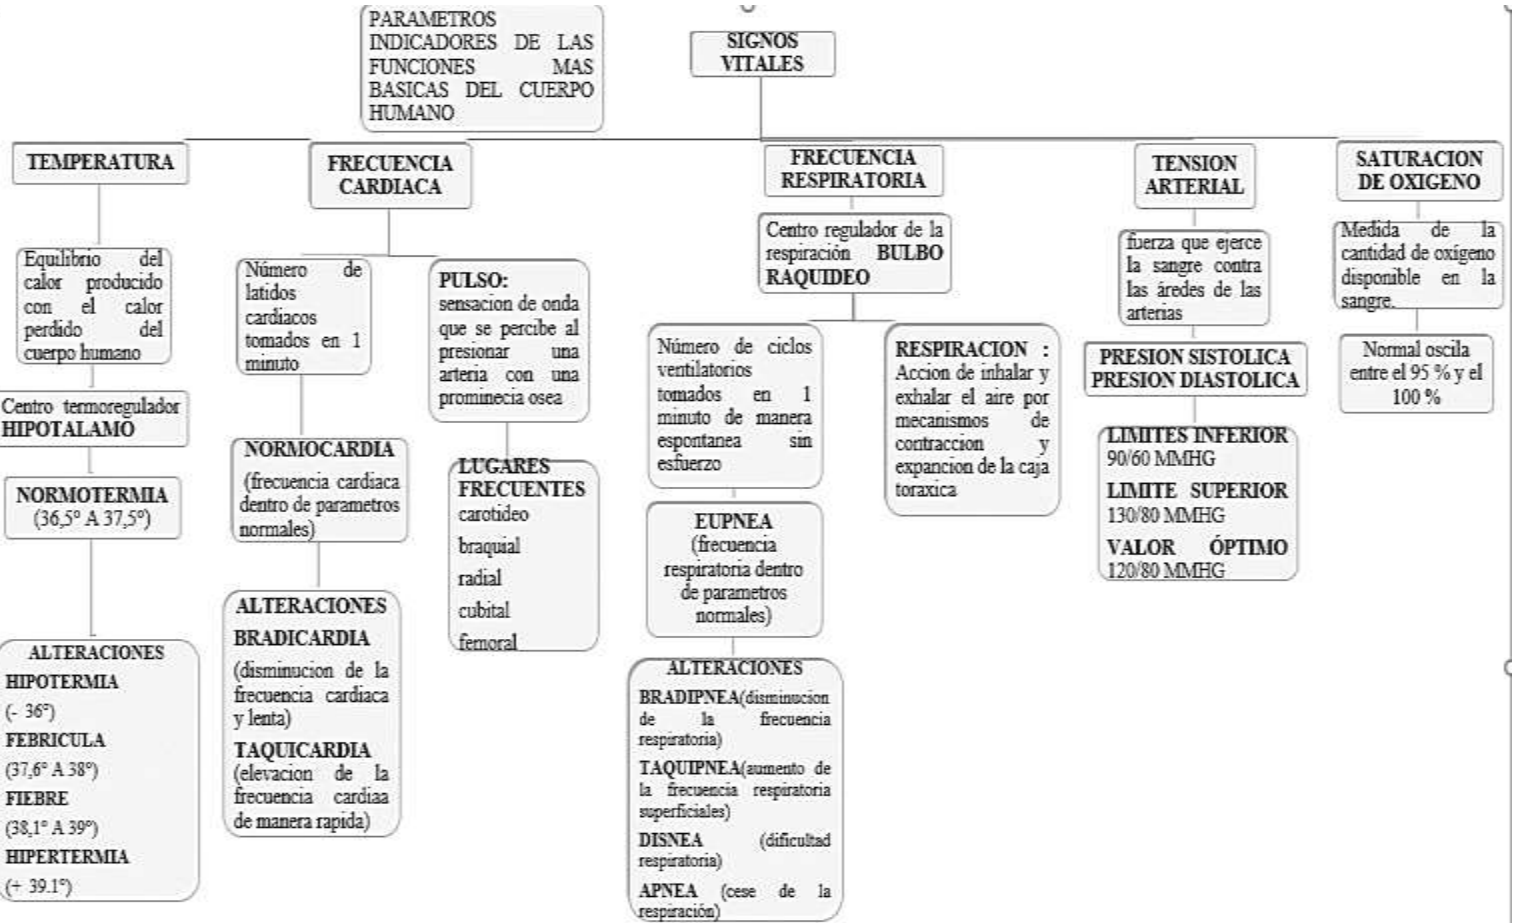 PARAMETROS
INDICADORES DE LAS
FUNCIONES MAS
BASICAS DEL CUERPO
HUMANO
SIGNOS
VITALES
TEMPERATURA
Equilibrio del
calor producido
con el calor
perdido del
cuerpo humano
Centro termoregulador
HIPOTALAMO
NORMOTERMIA
(36,5º A 37,5º)
ALTERACIONES
HIPOTERMIA
(- 36º)
FEBRICULA
(37,6º A 38º)
FIEBRE
(38,1º A 39º)
HIPERTERMIA
(+ 39.1º)
FRECUENCIA
CARDIACA
Número de
latidos
cardiacos
tomados en 1
minuto
NORMOCARDIA
(frecuencia cardiaca
dentro de parametros
normales)
ALTERACIONES
BRADICARDIA
(disminucion de la
frecuencia cardiaca
y lenta)
TAQUICARDIA
(elevacion de la
frecuencia cardiaa
de manera rapida)
PULSO:
sensacion de onda
que se percibe al
presionar una
arteria con una
prominecia osea
LUGARES
FRECUENTES
carotideo
braquial
radial
cubital
femoral
FRECUENCIA
RESPIRATORIA
Centro regulador de la
respiración BULBO
RAQUIDEO
Número de ciclos
ventilatorios
tomados en 1
minuto de manera
espontanea sin
esfuerzo
EUPNEA
(frecuencia
respiratoria dentro
de parametros
normales)
ALTERACIONES
BRADIPNEA(disminucion
de la frecuencia
respiratoria)
TAQUIPNEA(aumento de
la frecuencia respiratoria
superficiales)
DISNEA (dificultad
respiratoria)
APNEA (cese de la
respiración)
RESPIRACION :
Accion de inhalar y
exhalar el aire por
mecanismos de
contraccion y
expancion de la caja
toraxica
TENSION
ARTERIAL
fuerza que ejerce
la sangre contra
las áredes de las
arterias
PRESION SISTOLICA
PRESION DIASTOLICA
LIMITES INFERIOR
90/60 MMHG
LIMITE SUPERIOR
130/80 MMHG
VALOR ÓPTIMO
120/80 MMHG
SATURACION
DE OXIGENO
Medida de la
cantidad de oxígeno
disponible en la
sangre.
Normal oscila
entre el 95 % y el
100 %